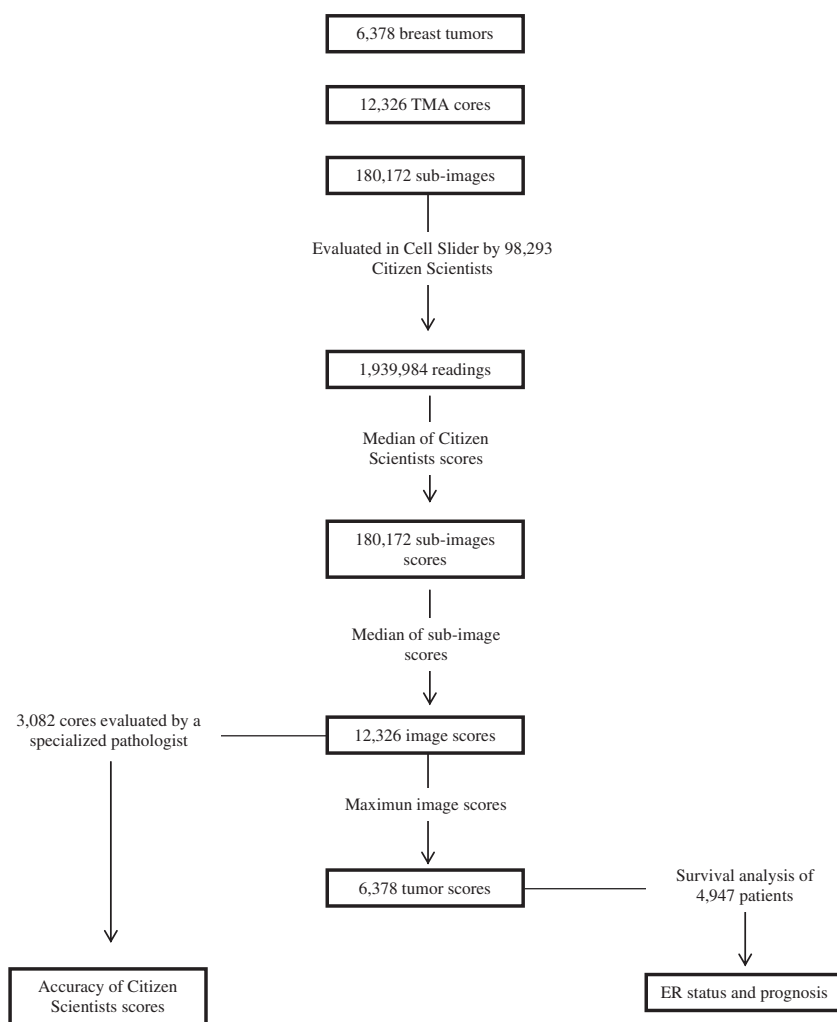 6,378 breast tumors
12,326 TMA cores
180,172 sub-images
Evaluated in Cell Slider by 98,293
Citizen Scientists
1,939,984 readings
Median of Citizen
Scientists scores
180,172 sub-images
scores
Median of sub-image
scores
3,082 cores evaluated by a
specialized pathologist
12,326 image scores
Maximun image scores
6,378 tumor scores
Survival analysis of
4,947 patients
Accuracy of Citizen
Scientists scores
ER status and prognosis